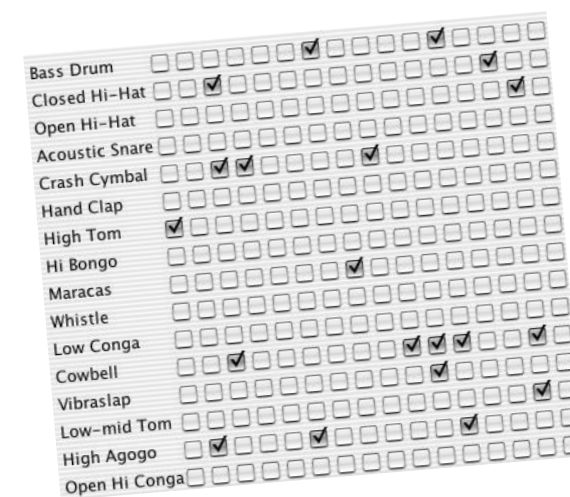 Bass Drum
Closed Hi-Hat
Open Hi-Hat
Acoustic Snare
Crash Cymbal
Hand Clap
High Tom
Hi Bongo
Maracas
Whistle
Low Conga
Cowbell
Vibraslap
Low-mid Tom
High Agogo
Open Hi Conga